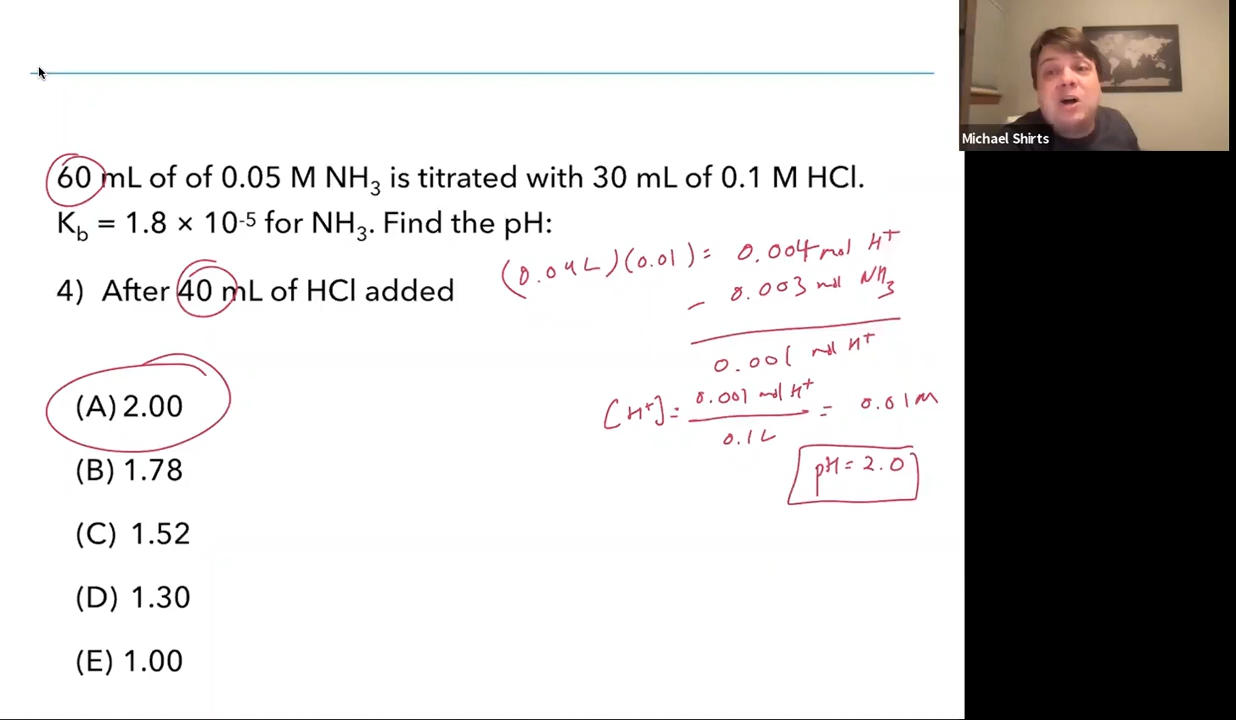 Michael Shirts
60 mL of of 0.05 M NH₃ is titrated with 30 mL of 0.1 M HCl.
K_b = 1.8 × 10⁻⁵ for NH₃. Find the pH:
4) After 40 mL of HCl added
(0.04L)(0.01) = 0.004 mol H⁺
- 0.003 mol NH₃
0.001 mol H⁺
[H⁺] = 0.001 mol H⁺ / 0.1 L = 0.01 M
pH = 2.0
(A) 2.00
(B) 1.78
(C) 1.52
(D) 1.30
(E) 1.00